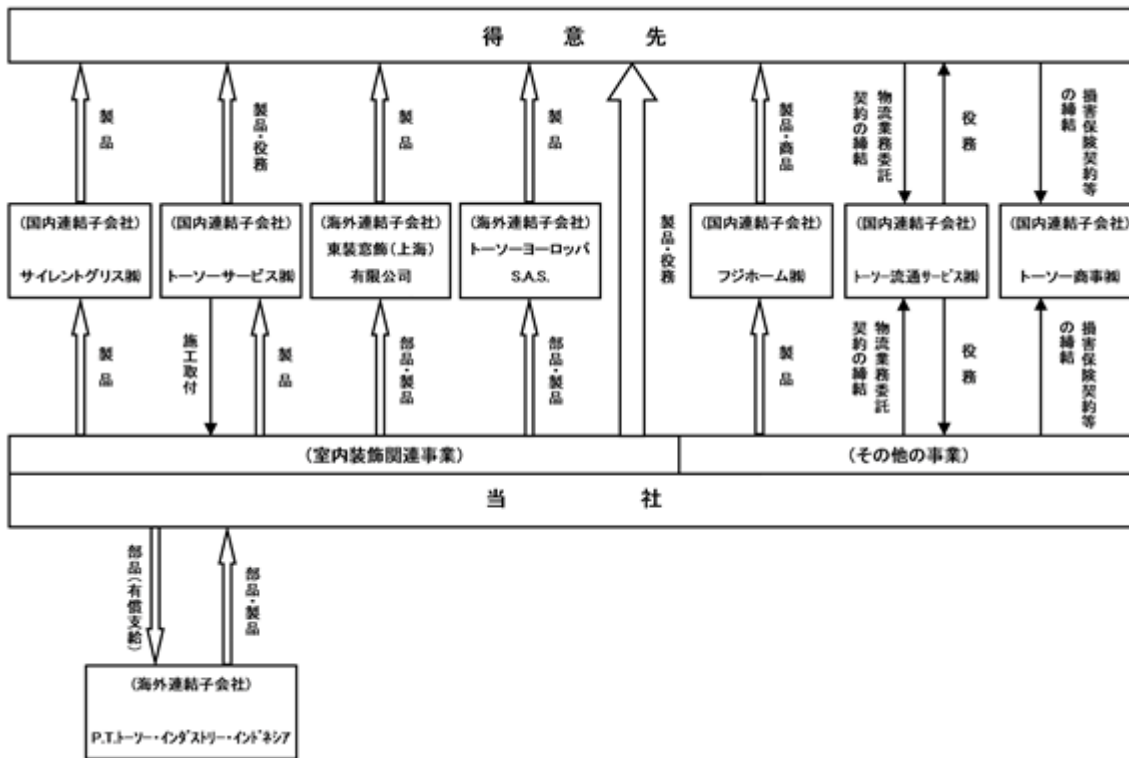 得意先
製品
製品・役務
製品
製品
製品・役務
製品・商品
物流業務委託
契約の締結
役務
損害保険契約等
の締結
(国内連結子会社)
サイレントグリス㈱
(国内連結子会社)
トーソーサービス㈱
(海外連結子会社)
東装窓飾(上海)
有限公司
(海外連結子会社)
トーソーヨーロッパ
S.A.S.
(国内連結子会社)
フジホーム㈱
(国内連結子会社)
トーソー流通サービス㈱
(国内連結子会社)
トーソー商事㈱
製品
施工取付
製品
部品・製品
部品・製品
製品
物流業務委託
契約の締結
役務
損害保険契約等
の締結
(室内装飾関連事業)
(その他の事業)
当社
部品(有償支給)
部品・製品
(海外連結子会社)
P.T.トーソー・インダストリー・インドネシア